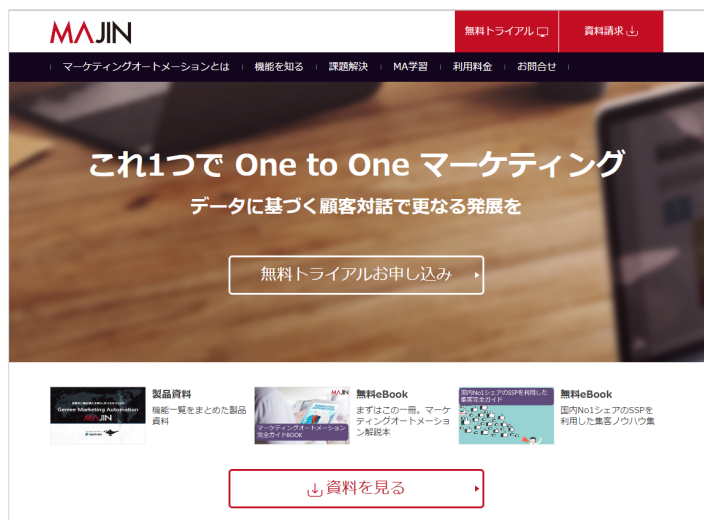 MAJIN
無料トライアル
資料請求
マーケティングオートメーションとは
機能を知る
課題解決
MA学習
利用料金
お問合せ
これ1つで One to One マーケティング
データに基づく顧客対話で更なる発展を
無料トライアルお申し込み
Geniee Marketing Automation
MAJIN
製品資料
機能一覧をまとめた製品
資料
MAJIN
マーケティングオートメーション
完全ガイドBOOK
無料eBook
まずはこの一冊。マーケ
ティングオートメーショ
ン解説本
国内No1シェアのSSPを利用した
集客完全ガイド
無料eBook
国内No1シェアのSSPを
利用した集客ノウハウ集
資料を見る